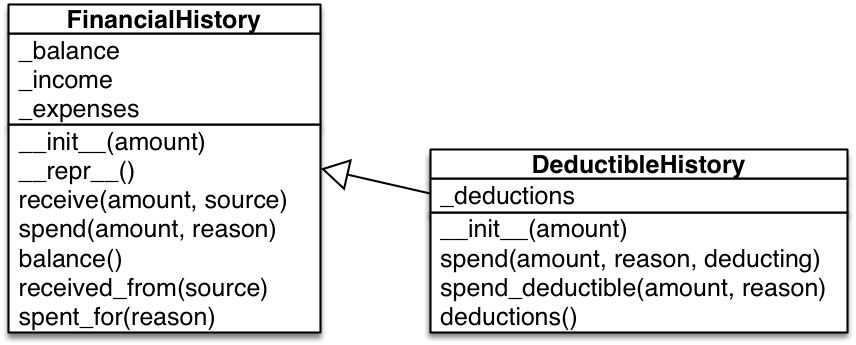 FinancialHistory
_balance
_income
_expenses
__init__(amount)
__repr__()
receive(amount, source)
spend(amount, reason)
balance()
received_from(source)
spent_for(reason)
DeductibleHistory
_deductions
__init__(amount)
spend(amount, reason, deducting)
spend_deductible(amount, reason)
deductions()